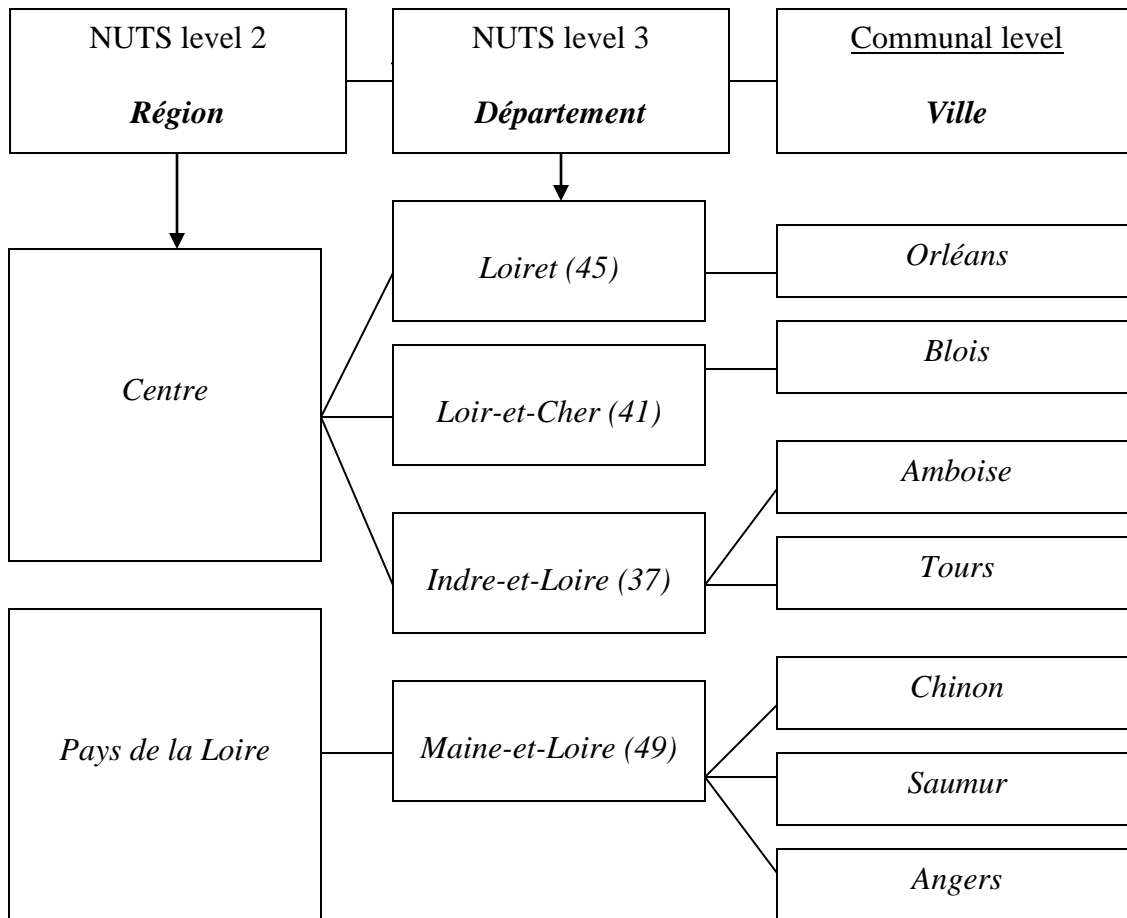 NUTS level 2
Région
NUTS level 3
Département
Communal level
Ville
Centre
Loiret (45)
Orléans
Loir-et-Cher (41)
Blois
Indre-et-Loire (37)
Amboise
Tours
Pays de la Loire
Maine-et-Loire (49)
Chinon
Saumur
Angers